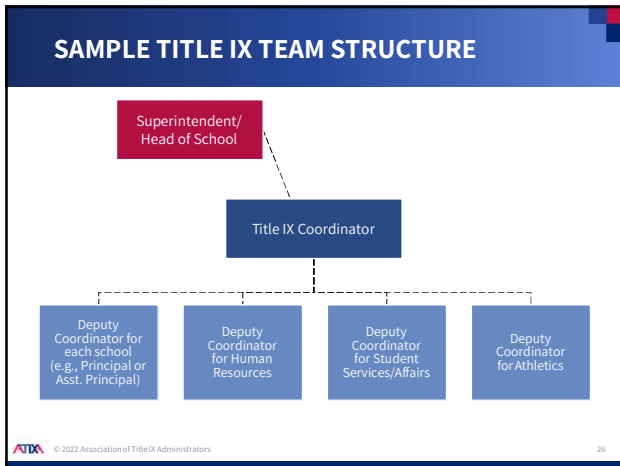 SAMPLE TITLE IX TEAM STRUCTURE
Superintendent/
Head of School
Title IX Coordinator
Deputy
Coordinator for
each school
(e.g., Principal or
Asst. Principal)
Deputy
Coordinator
for Human
Resources
Deputy
Coordinator
for Student
Services/Affairs
Deputy
Coordinator
for Athletics
ATIXA
© 2022 Association of Title IX Administrators
26